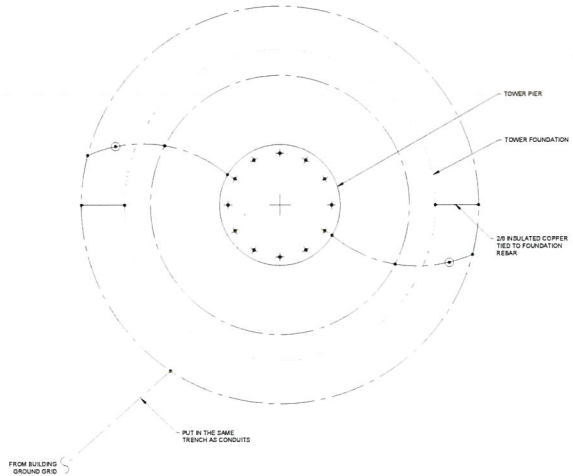 TOWER PIER
TOWER FOUNDATION
2/0 INSULATED COPPER
TIED TO FOUNDATION
REBAR
PUT IN THE SAME
TRENCH AS CONDUITS
FROM BUILDING
GROUND GRID